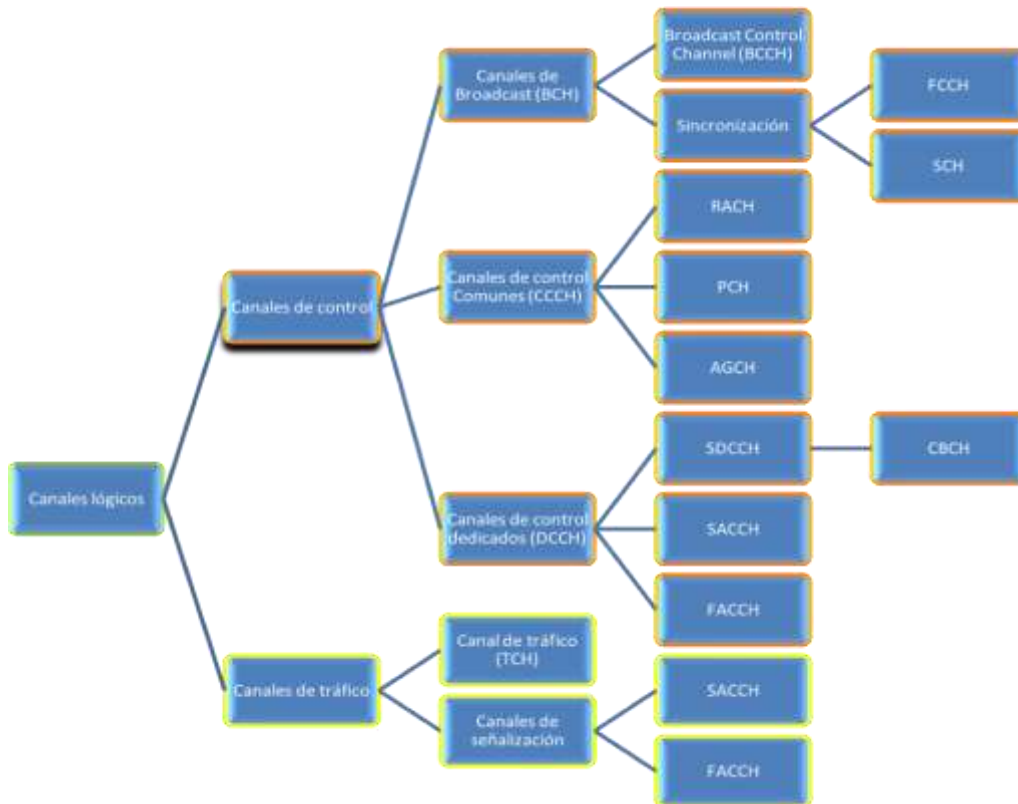 Broadcast Control
Channel (BCCH)
Canales de
Broadcast (BCH)
FCCH
Sincronización
SCH
RACH
Canales de control
Comunes (CCCH)
PCH
Canales de control
AGCH
SDCCH
CBCH
Canales lógicos
Canales de control
dedicados (DCCH)
SACCH
FACCH
Canal de tráfico
(TCH)
Canales de tráfico
SACCH
Canales de
señalización
FACCH